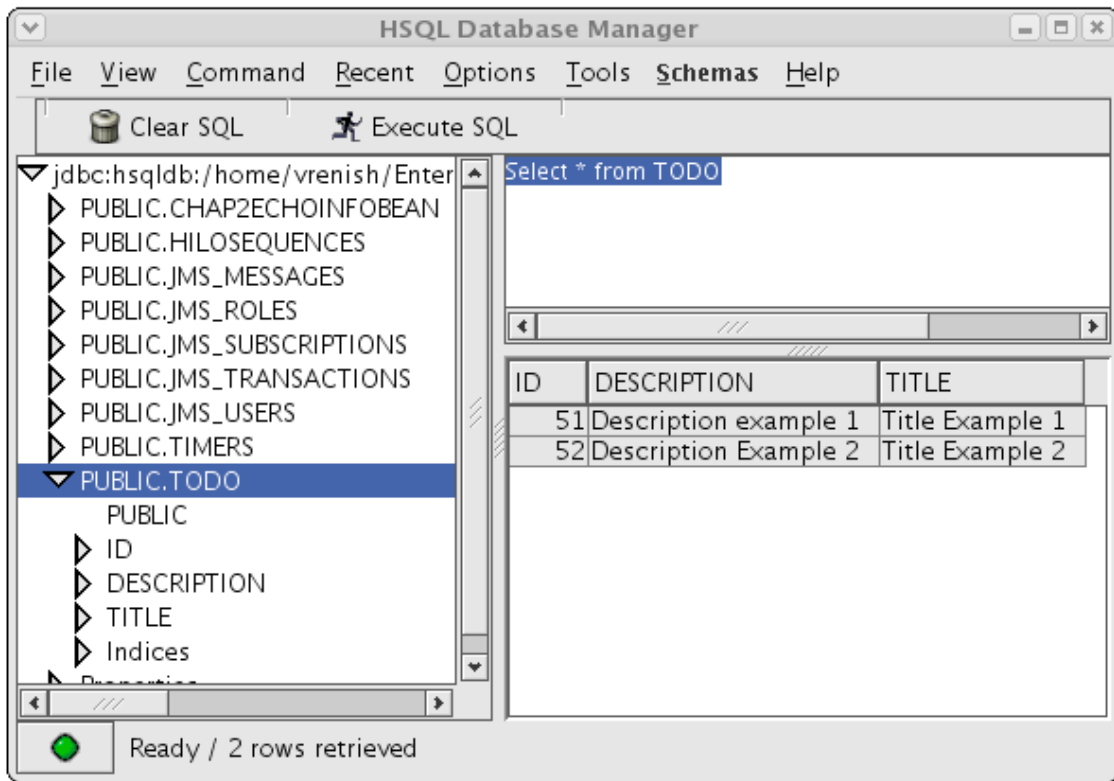 HSQL Database Manager
File View Command Recent Options Tools Schemas Help
Clear SQL Execute SQL
jdbc:hsqldb:/home/vrenish/Enter
PUBLIC.CHAP2ECHOINFOBEAN
PUBLIC.HILOSEQUENCES
PUBLIC.JMS_MESSAGES
PUBLIC.JMS_ROLES
PUBLIC.JMS_SUBSCRIPTIONS
PUBLIC.JMS_TRANSACTIONS
PUBLIC.JMS_USERS
PUBLIC.TIMERS
PUBLIC.TODO
PUBLIC
ID
DESCRIPTION
TITLE
Indices
Properties
Select * from TODO
ID DESCRIPTION TITLE
51 Description example 1 Title Example 1
52 Description Example 2 Title Example 2
Ready / 2 rows retrieved